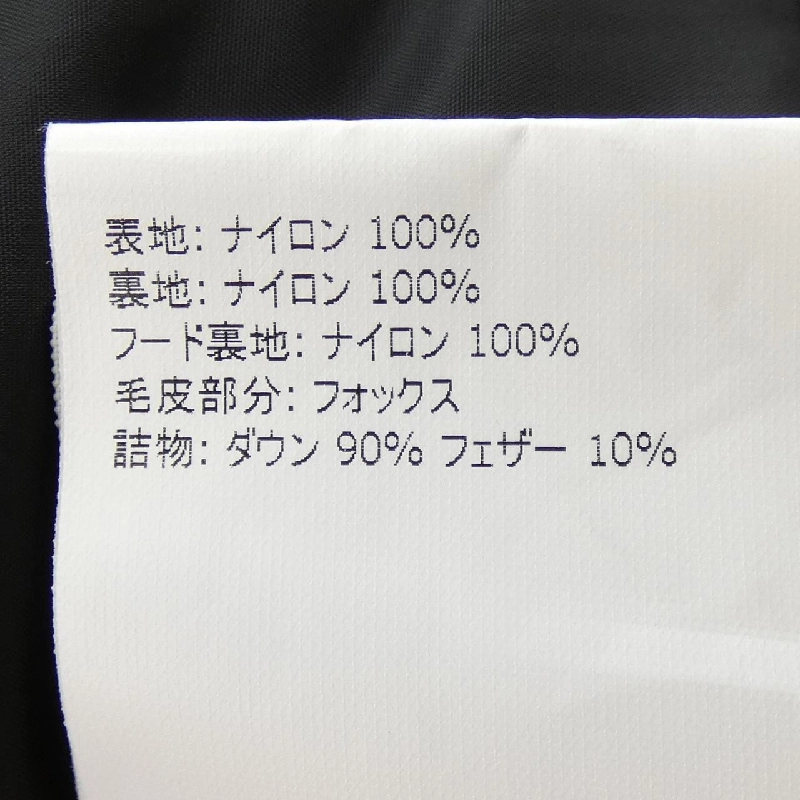 表地: ナイロン 100%
裏地: ナイロン 100%
フード裏地: ナイロン 100%
毛皮部分: フォックス
詰物: ダウン 90% フェザー 10%